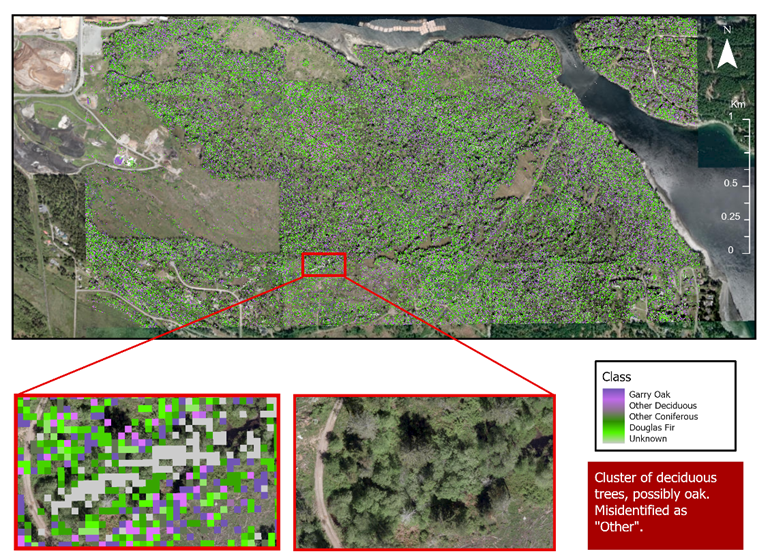 N
Km
1
0.5
0.25
0
Class
Garry Oak
Other Deciduous
Other Coniferous
Douglas Fir
Unknown
Cluster of deciduous
trees, possibly oak.
Misidentified as
"Other".